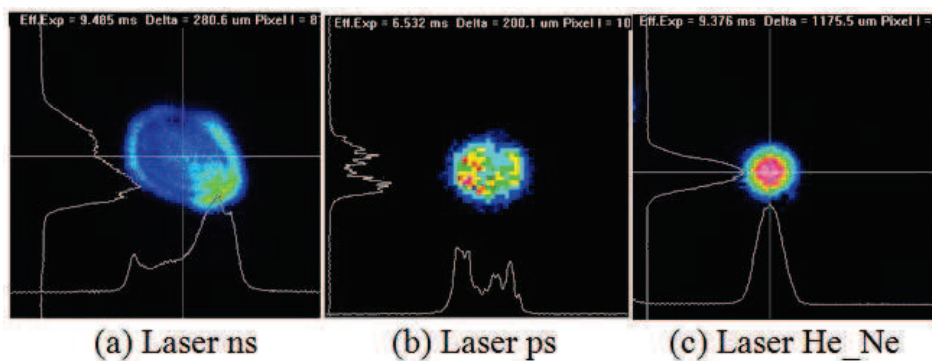 Eff.Exp = 9.485 ms Delta = 280.6 um Pixel I = 8
Eff.Exp = 6.532 ms Delta = 200.1 um Pixel I = 10
Eff.Exp = 9.376 ms Delta = 1175.5 um Pixel I =
(a) Laser ns
(b) Laser ps
(c) Laser He_Ne